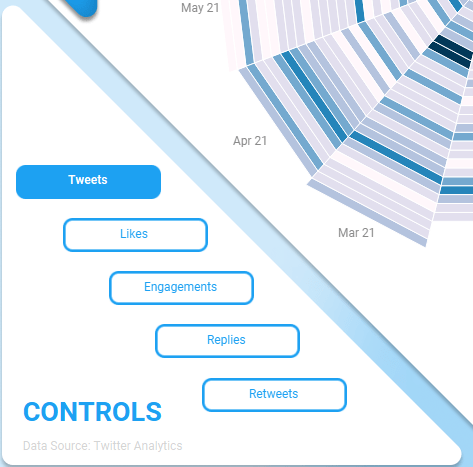 May 21
Apr 21
Tweets
Likes
Mar 21
Engagements
Replies
Retweets
CONTROLS
Data Source: Twitter Analytics